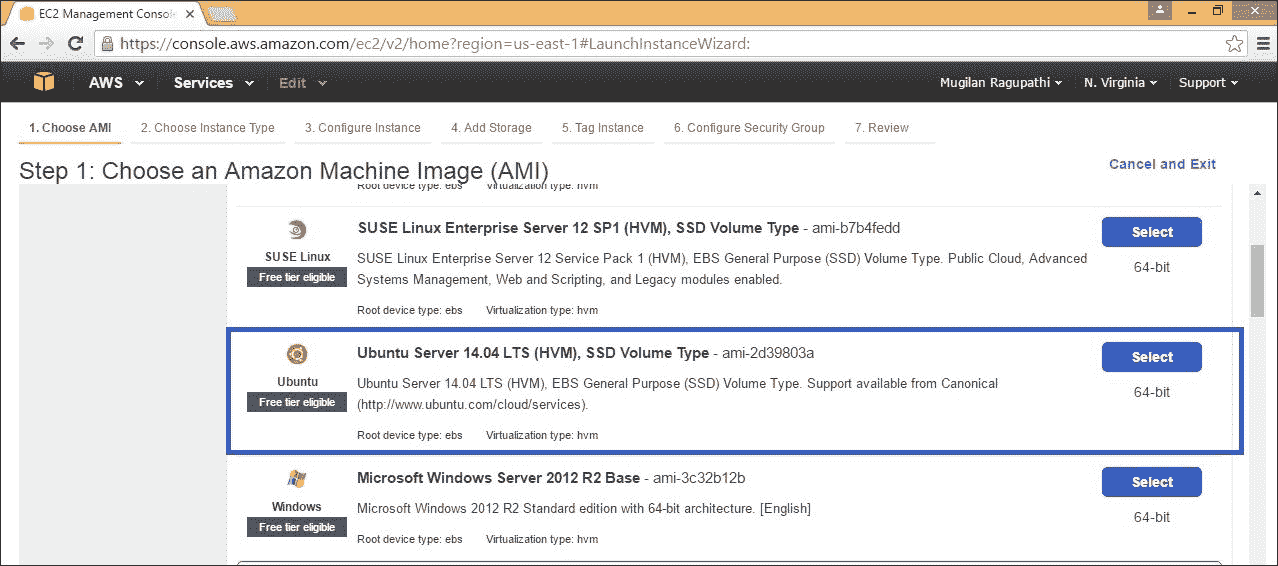 EC2 Management Consol
https://console.aws.amazon.com/ec2/v2/home?region=us-east-1#LaunchInstanceWizard:
AWS Services Edit Mugilan Ragupathi N. Virginia Support
1. Choose AMI 2. Choose Instance Type 3. Configure Instance 4. Add Storage 5. Tag Instance 6. Configure Security Group 7. Review
Step 1: Choose an Amazon Machine Image (AMI) Cancel and Exit
Root device type: ebs Virtualization type: hvm
SUSE Linux Enterprise Server 12 SP1 (HVM), SSD Volume Type - ami-b7b4fedd Select
SUSE Linux SUSE Linux Enterprise Server 12 Service Pack 1 (HVM), EBS General Purpose (SSD) Volume Type. Public Cloud, Advanced 64-bit
Free tier eligible Systems Management, Web and Scripting, and Legacy modules enabled.
Root device type: ebs Virtualization type: hvm
Ubuntu Server 14.04 LTS (HVM), SSD Volume Type - ami-2d39803a Select
Ubuntu Ubuntu Server 14.04 LTS (HVM), EBS General Purpose (SSD) Volume Type. Support available from Canonical 64-bit
Free tier eligible (http://www.ubuntu.com/cloud/services).
Root device type: ebs Virtualization type: hvm
Microsoft Windows Server 2012 R2 Base - ami-3c32b12b Select
Windows Microsoft Windows 2012 R2 Standard edition with 64-bit architecture. [English] 64-bit
Free tier eligible
Root device type: ebs Virtualization type: hvm